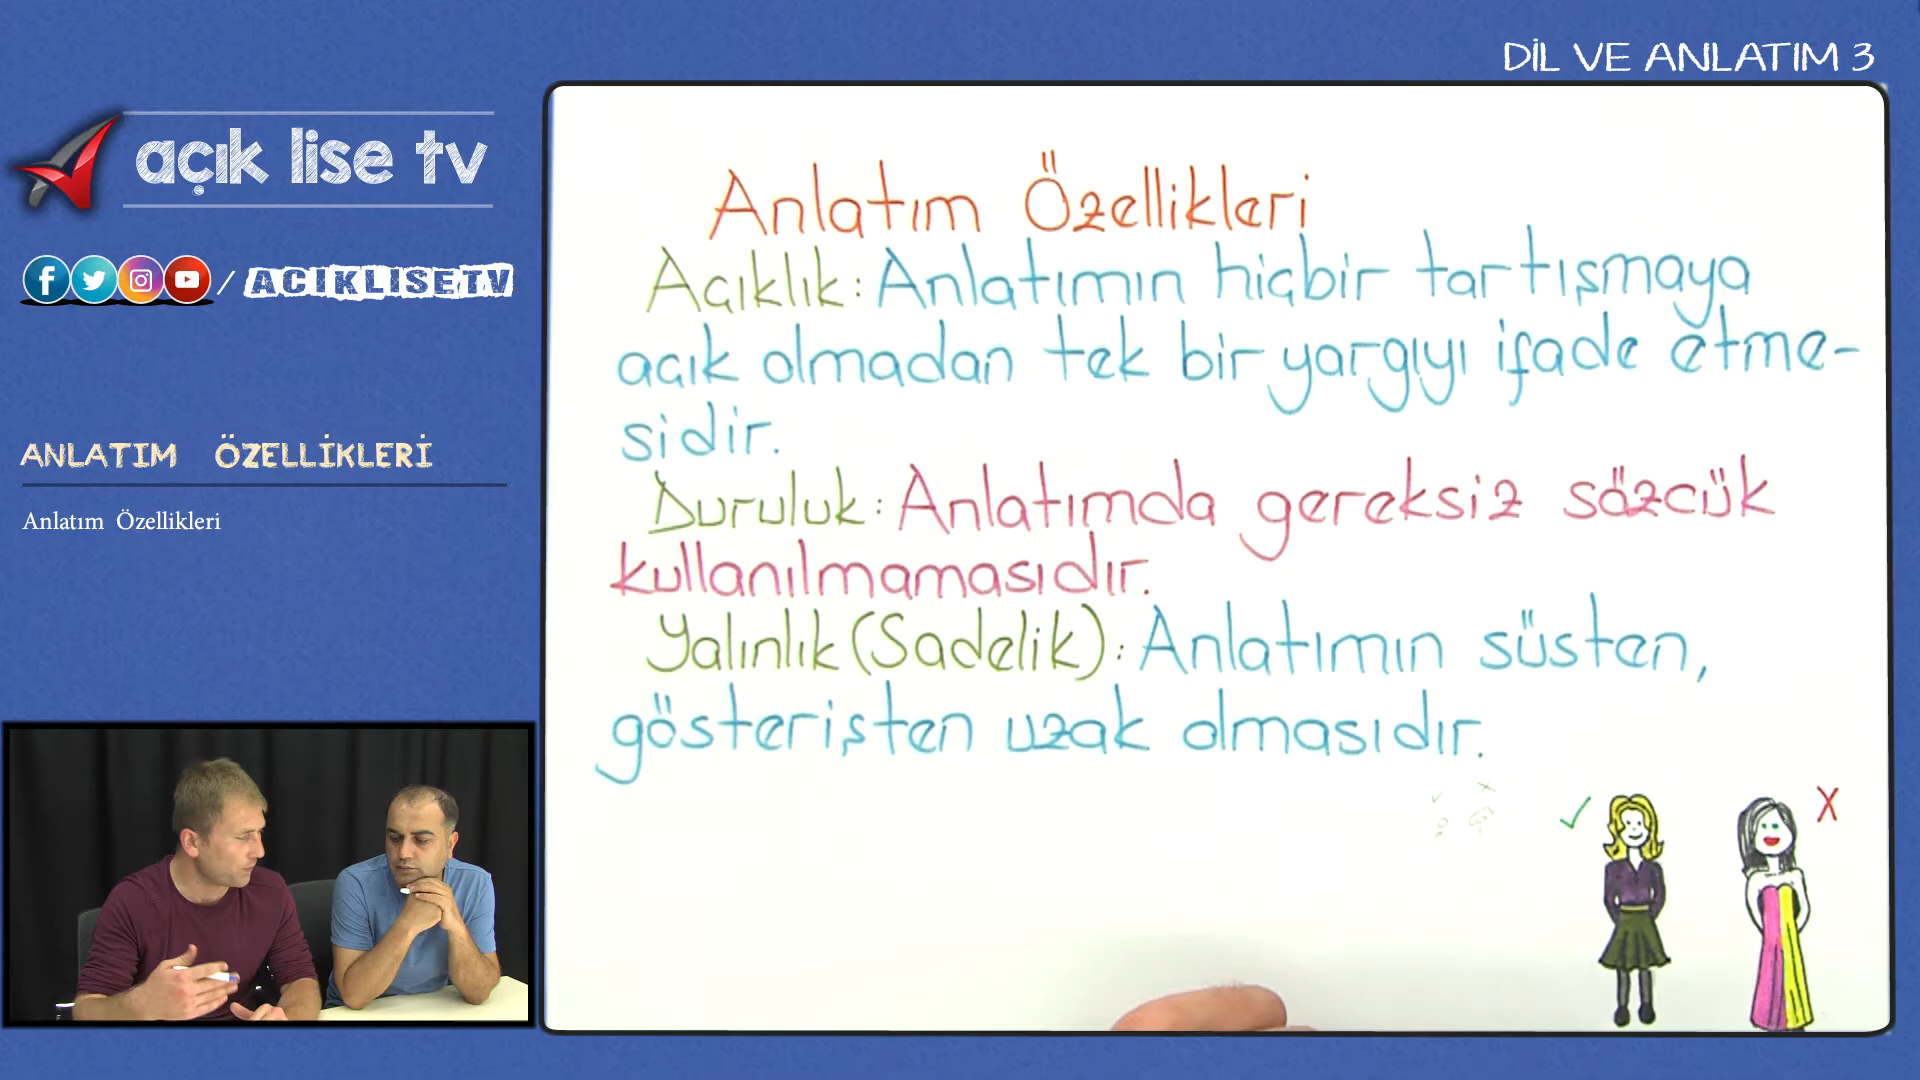 DİL VE ANLATIM 3
açık lise tv
/ ACIKLISETV
ANLATIM ÖZELLİKLERİ
Anlatım Özellikleri
Anlatım Özellikleri
Açıklık: Anlatımın hiçbir tartışmaya
açık olmadan tek bir yargıyı ifade etme-
sidir.
Duruluk: Anlatımda gereksiz sözcük
kullanılmamasıdır.
Yalınlık (Sadelik): Anlatımın süsten,
gösterişten uzak olmasıdır.